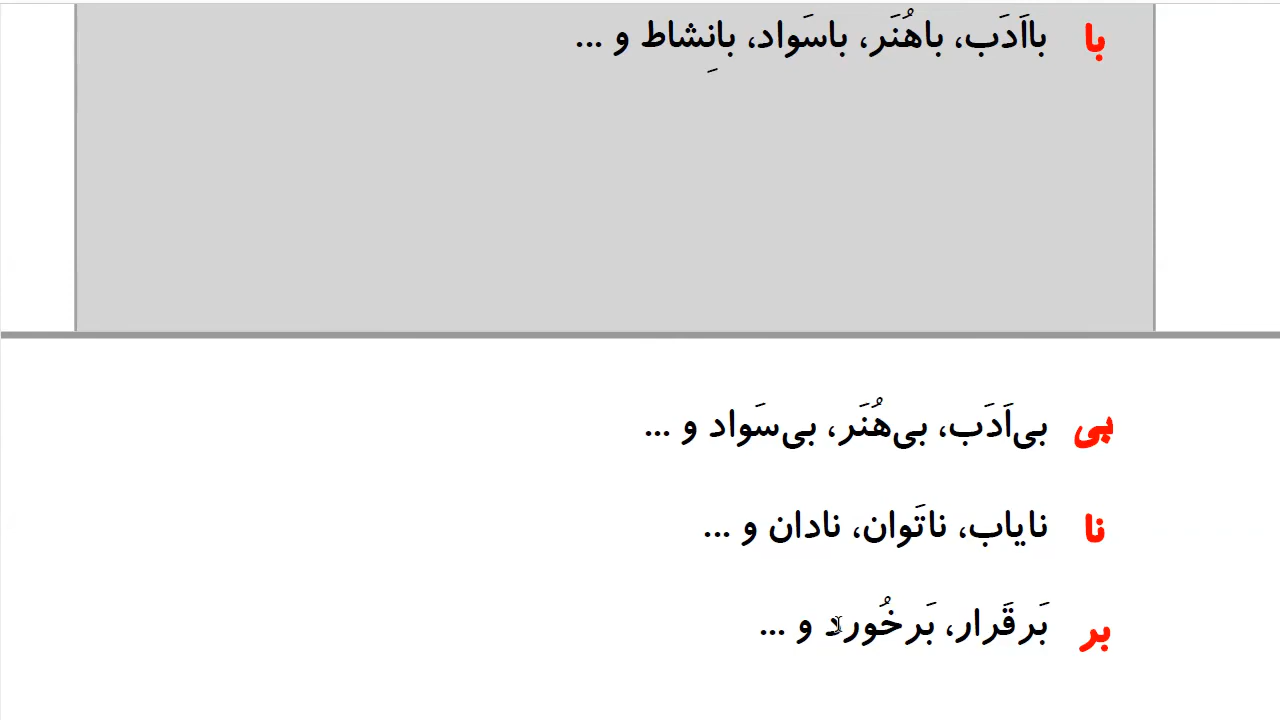 با بااَدَب، باهُنَر، باسَواد، بانِشاط و ...
بی بی‌اَدَب، بی‌هُنَر، بی‌سَواد و ...
نا نایاب، ناتَوان، نادان و ...
بر بَرقَرار، بَرخُورد و ...